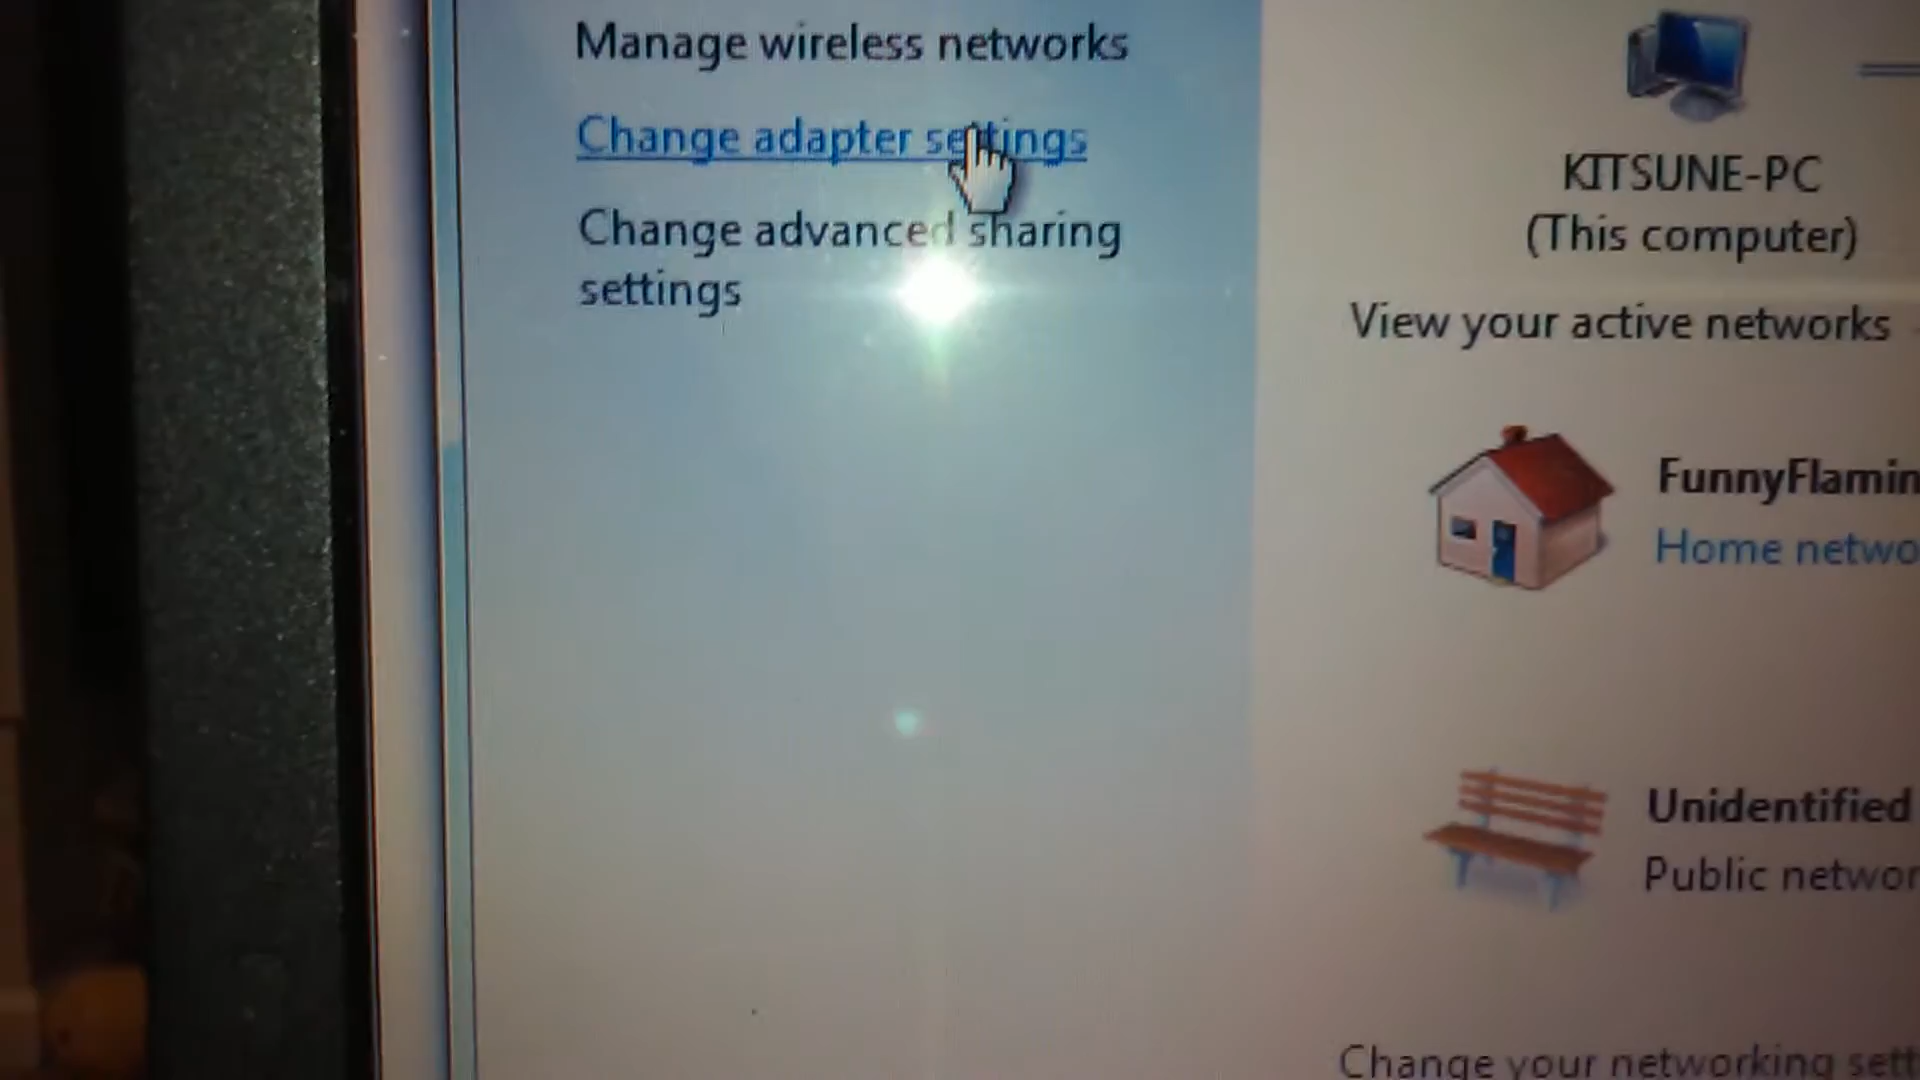 Manage wireless networks
Change adapter settings
Change advanced sharing
settings
KITSUNE-PC
(This computer)
View your active networks
FunnyFlamin
Home netwo
Unidentified
Public networ
Change your networking sett